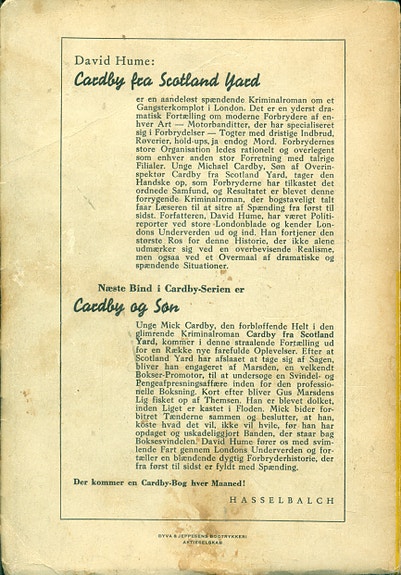 David Hume:
Cardby fra Scotland Yard
er en aandeløst spændende Kriminalroman om et
Gangsterkomplot i London. Det er en yderst dra-
matisk Fortælling om moderne Forbrydere af en-
hver Art — Motorbanditter, der har specialiseret
sig i Forbrydelser — Togter med dristige Indbrud,
Røverier, hold-ups, ja endog Mord. Forbrydernes
store Organisation ledes rationelt og overlegent
som enhver anden stor Forretning med talrige
Filialer. Unge Michael Cardby, Søn af Overin-
spektør Cardby fra Scotland Yard, tager den
Handske op, som Forbryderne har tilkastet det
ordnede Samfund, og Resultatet er blevet denne
forrygende Kriminalroman, der bogstaveligt talt
faar Læseren til at sitre af Spænding fra først til
sidst. Forfatteren, David Hume, har været Politi-
reporter ved store Londonblade og kender Lon-
dons Underverden ud og ind. Han fortjener den
største Ros for denne Historie, der ikke alene
udmærker sig ved en overbevisende Realisme,
men ogsaa ved et Overmaal af dramatiske og
spændende Situationer.
Næste Bind i Cardby-Serien er
Cardby og Søn
Unge Mick Cardby, den forbløffende Helt i den
glimrende Kriminalroman Cardby fra Scotland
Yard, kommer i denne straalende Fortælling ud
for en Række nye farefulde Oplevelser. Efter at
Scotland Yard har afslaaet at tage sig af Sagen,
bliver han engageret af Marsden, en velkendt
Bokser-Promotor, til at undersøge en Svindel- og
Pengeafpresningsaffære inden for den professio-
nelle Boksning. Kort efter bliver Gus Marsdens
Lig fisket op af Themsen. Han er blevet dolket,
inden Liget er kastet i Floden. Mick bider for-
bitret Tænderne sammen og beslutter, at han,
koste hvad det vil, ikke vil hvile, før han har
opdaget og uskadeliggjort Banden, der staar bag
Boksesvindelen. David Hume fører os med svim-
lende Fart gennem Londons Underverden og for-
tæller en blændende dygtig Forbryderhistorie, der
fra først til sidst er fyldt med Spænding.
Der kommer en Cardby-Bog hver Maaned!
HASSELBALCH
DYVA & JEPPESENS BOGTRYKKERI
AKTIESELSKAB